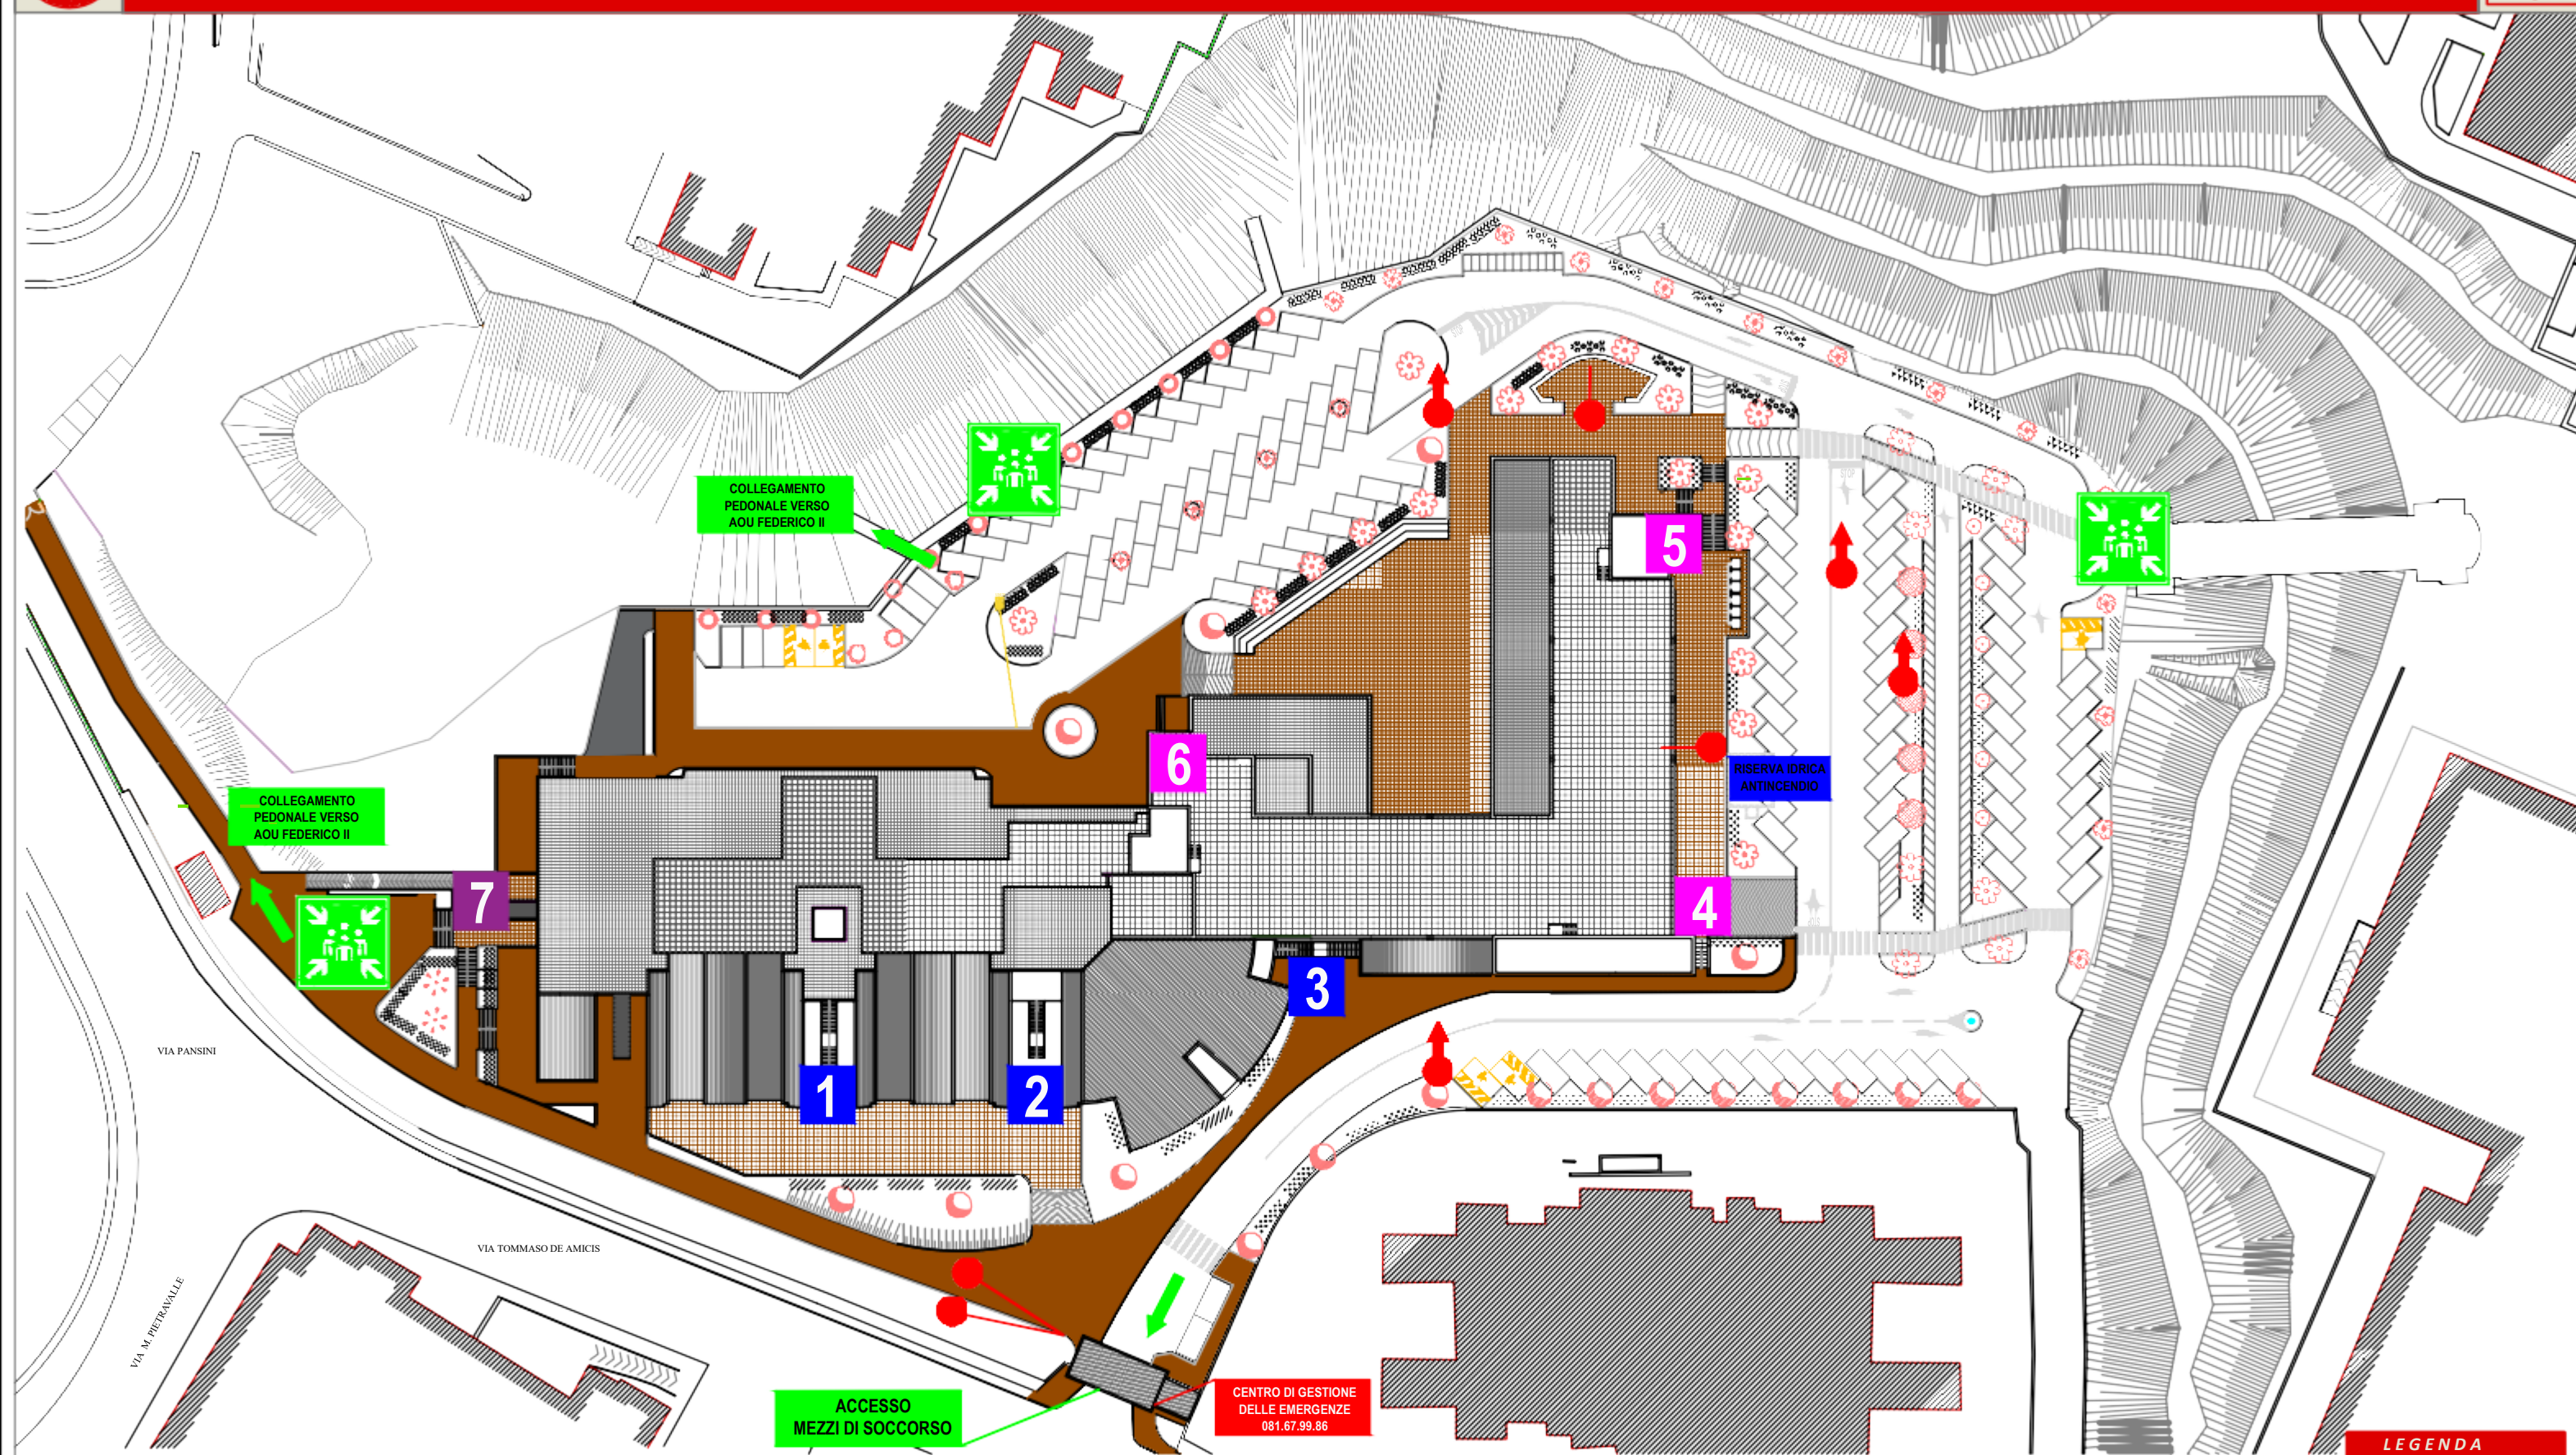 COLLEGAMENTO
PEDONALE VERSO
AOU FEDERICO II
5
6
RISERVA IDRICA
ANTINCENDIO
COLLEGAMENTO
PEDONALE VERSO
AOU FEDERICO II
7
4
3
1
2
VIA PANSINI
VIA TOMMASO DE AMICIS
VIA M. PIETRAVALLE
ACCESSO
MEZZI DI SOCCORSO
CENTRO DI GESTIONE
DELLE EMERGENZE
081.67.99.86
LEGENDA